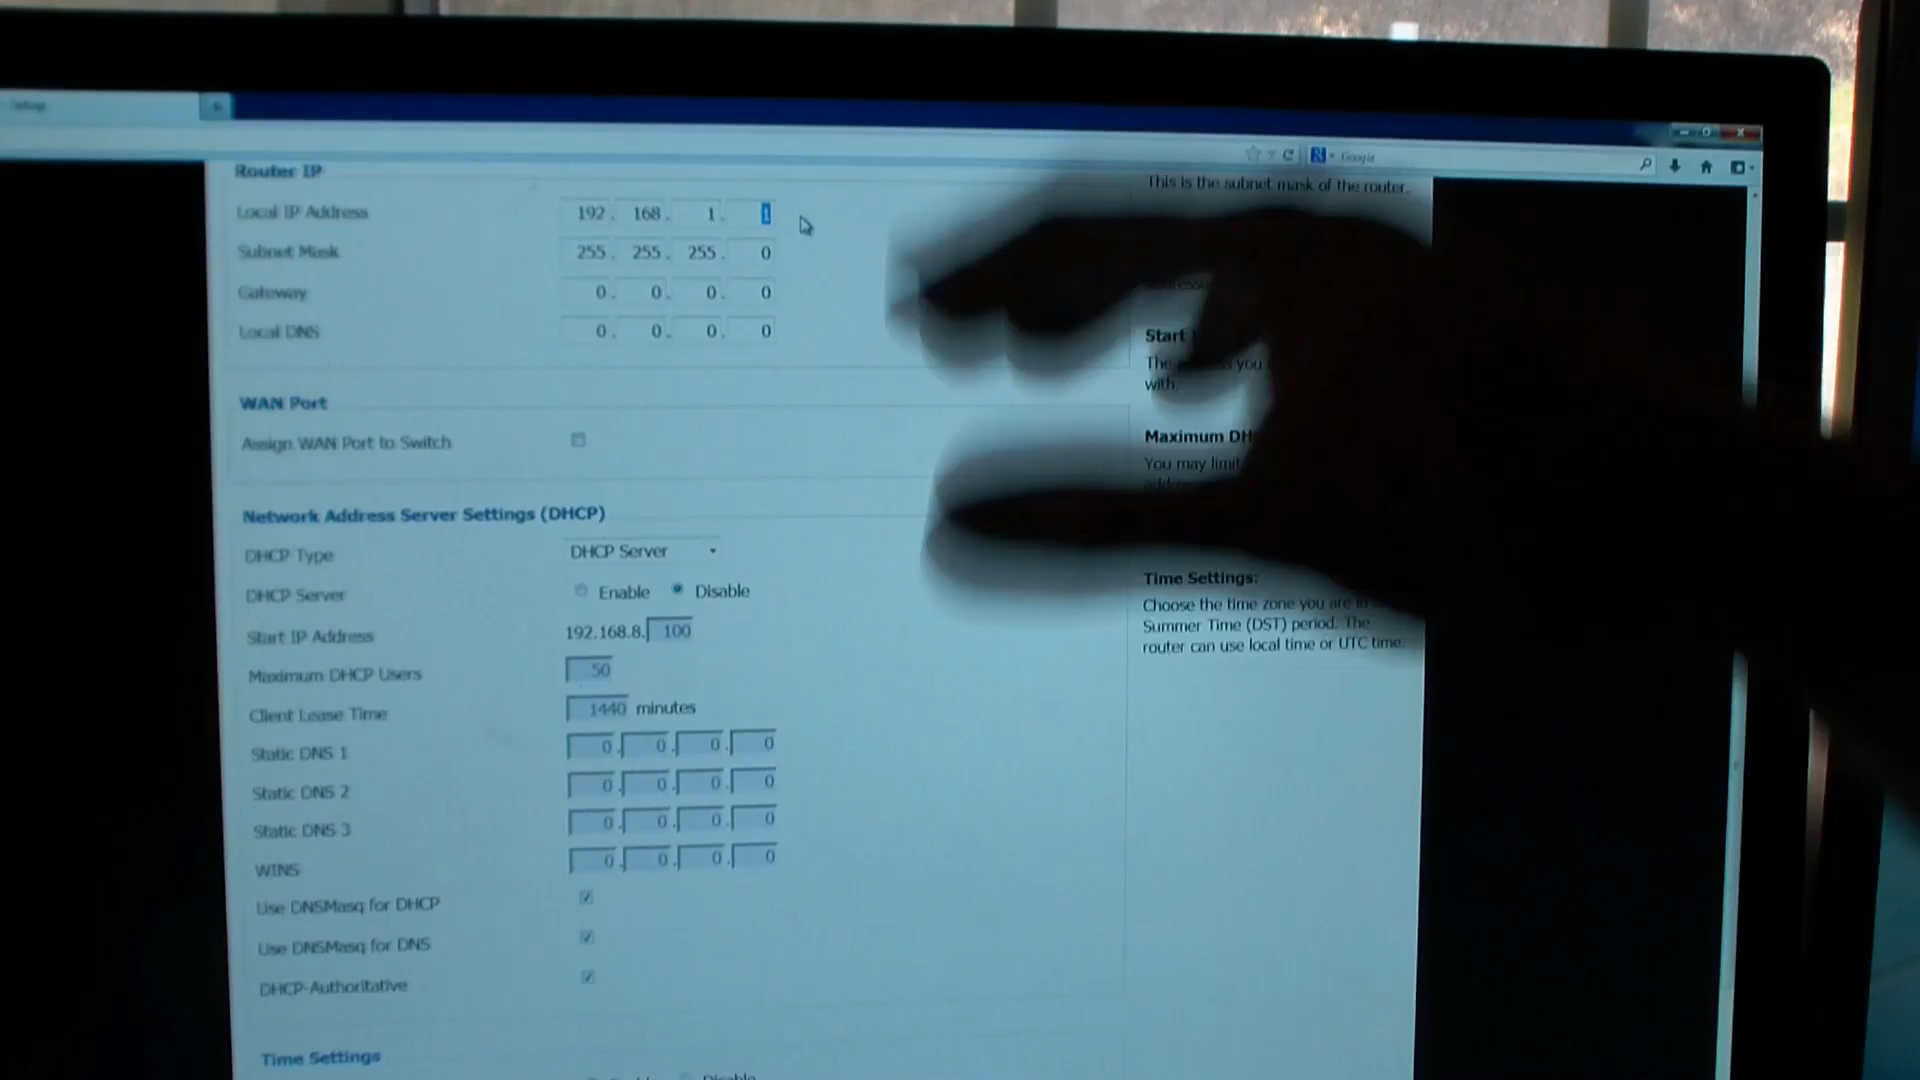 Settings
Google
Router IP
Local IP Address 192. 168. 1. 1
Subnet Mask 255. 255. 255. 0
Gateway 0. 0. 0. 0
Local DNS 0. 0. 0. 0
WAN Port
Assign WAN Port to Switch
Network Address Server Settings (DHCP)
DHCP Type DHCP Server
DHCP Server Enable Disable
Start IP Address 192.168.8. 100
Maximum DHCP Users 50
Client Lease Time 1440 minutes
Static DNS 1 0. 0. 0. 0
Static DNS 2 0. 0. 0. 0
Static DNS 3 0. 0. 0. 0
WINS 0. 0. 0. 0
Use DNSMasq for DHCP
Use DNSMasq for DNS
DHCP-Authoritative
Time Settings
Disable
This is the subnet mask of the router.
Start
The you
with.
Maximum
You may limit
Time Settings:
Choose the time zone you are in
Summer Time (DST) period. The
router can use local time or UTC time.